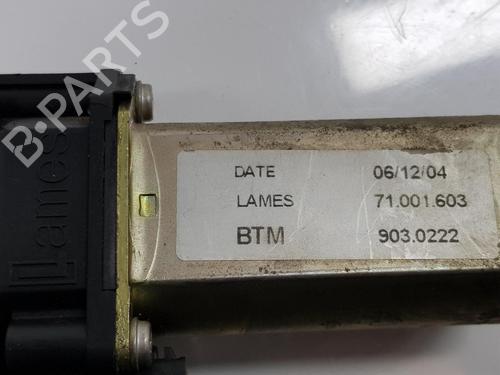 B-PARTS
Lames
DATE 06/12/04
LAMES 71.001.603
BTM 903.0222